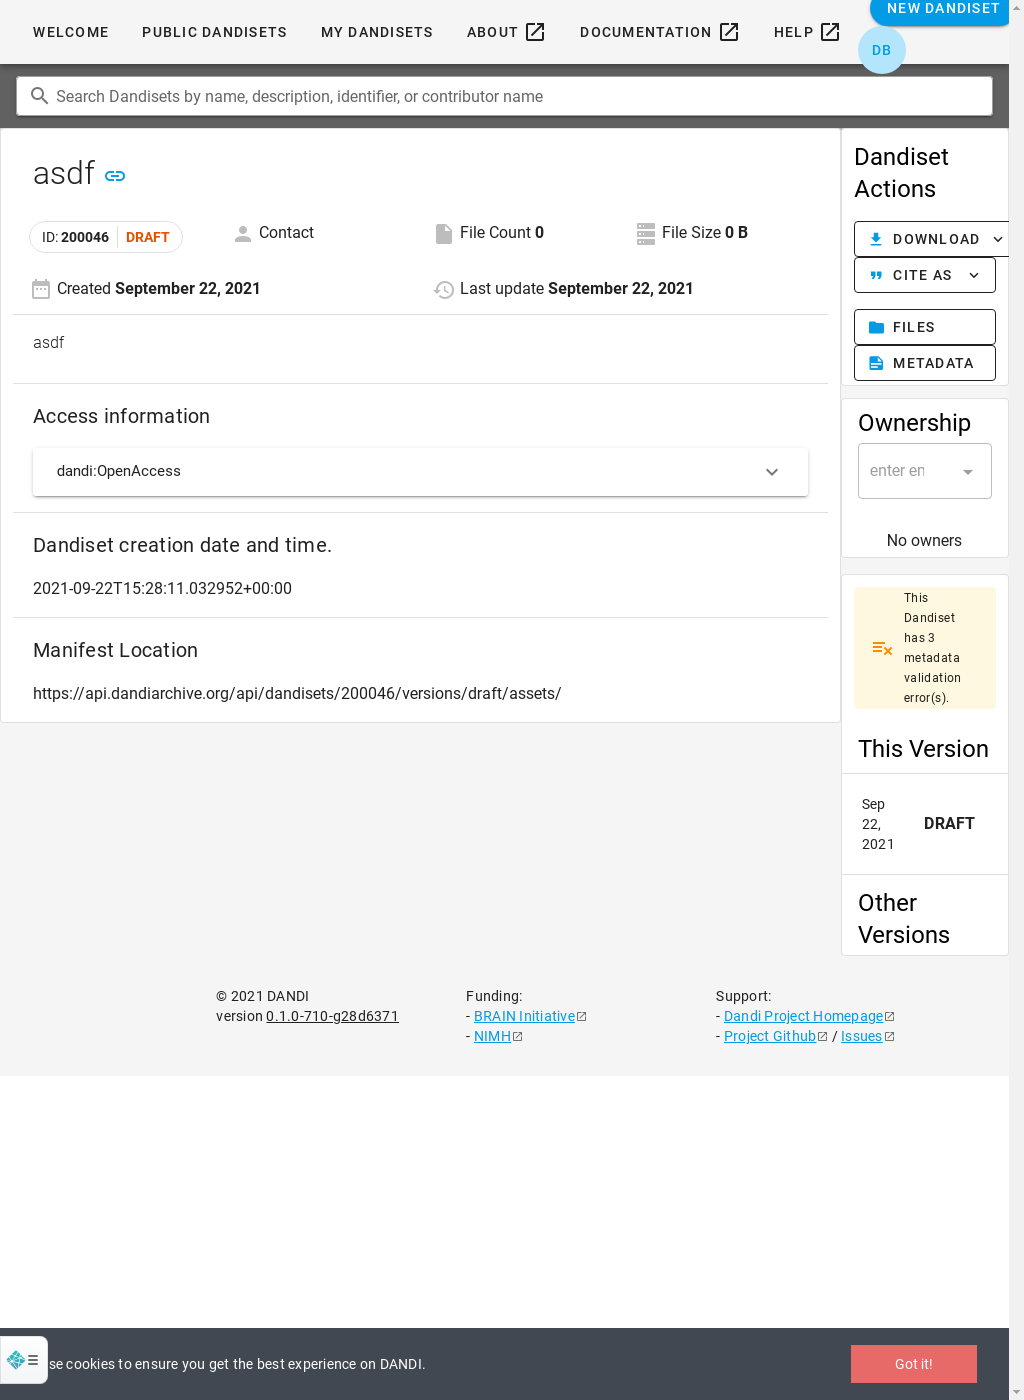 WELCOME PUBLIC DANDISETS MY DANDISETS ABOUT DOCUMENTATION HELP NEW DANDISET
DB
Search Dandisets by name, description, identifier, or contributor name
asdf
ID: 200046 DRAFT
Contact
File Count 0
File Size 0 B
Created September 22, 2021
Last update September 22, 2021
asdf
Access information
dandi:OpenAccess
Dandiset creation date and time.
2021-09-22T15:28:11.032952+00:00
Manifest Location
https://api.dandiarchive.org/api/dandisets/200046/versions/draft/assets/
Dandiset
Actions
DOWNLOAD
CITE AS
FILES
METADATA
Ownership
enter en
No owners
This
Dandiset
has 3
metadata
validation
error(s).
This Version
Sep
22,
2021
DRAFT
Other
Versions
© 2021 DANDI
version 0.1.0-710-g28d6371
Funding:
- BRAIN Initiative
- NIMH
Support:
- Dandi Project Homepage
- Project Github / Issues
se cookies to ensure you get the best experience on DANDI.
Got it!